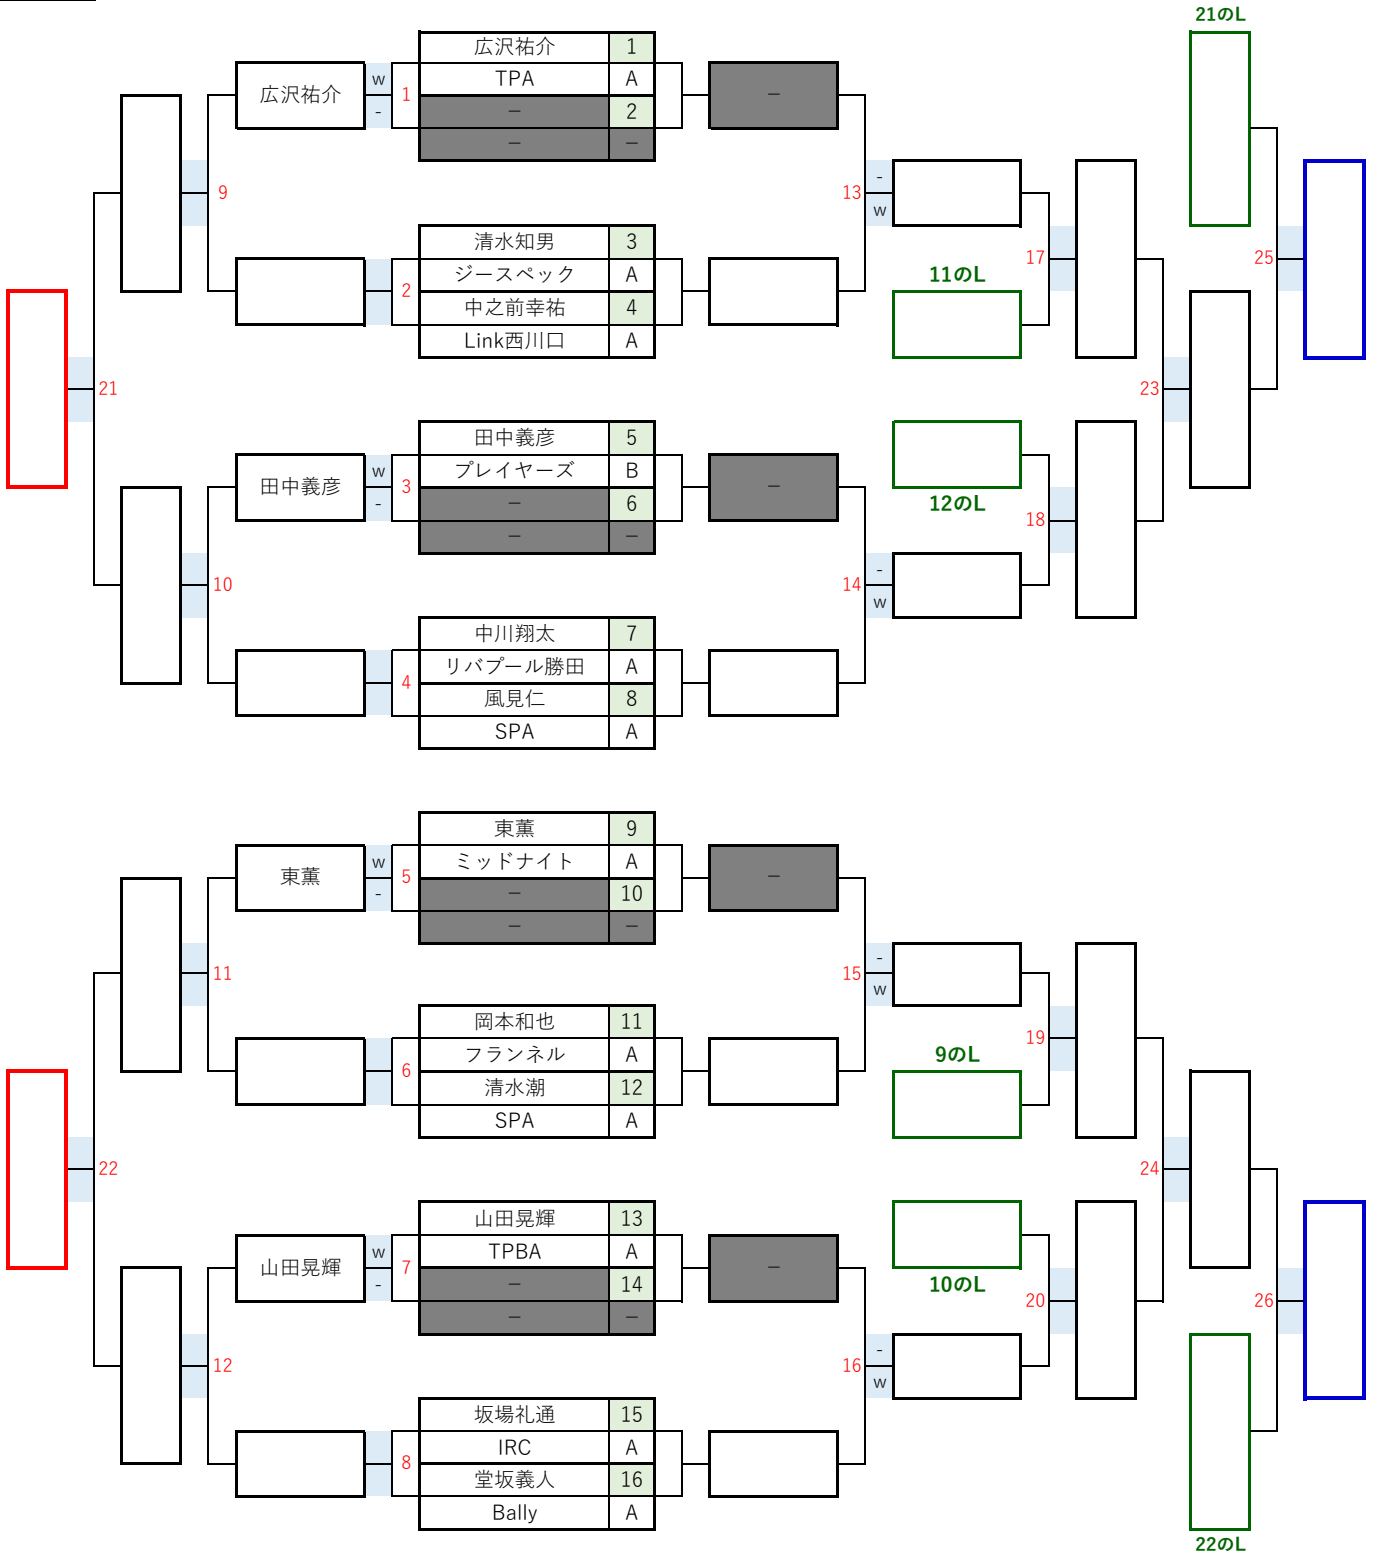 21のL
広沢祐介 1
広沢祐介 w 1 TPA A －
- － 2
－ －
9 13 - w
清水知男 3
ジースペック A 17 25
2 中之前幸祐 4 11のL
Link西川口 A
21 23
田中義彦 5
田中義彦 w 3 プレイヤーズ B －
- － 6 12のL 18
－ －
10 14 - w
中川翔太 7
リバプール勝田 A
4 風見仁 8
SPA A
東薫 9
東薫 w 5 ミッドナイト A －
- － 10
－ －
11 15 - w
岡本和也 11
フランネル A 9のL 19
6 清水潮 12
SPA A
22 24
山田晃輝 13
山田晃輝 w 7 TPBA A －
- － 14 10のL 20 26
－ －
12 16 - w
坂場礼通 15
IRC A
8 堂坂義人 16
Bally A
22のL